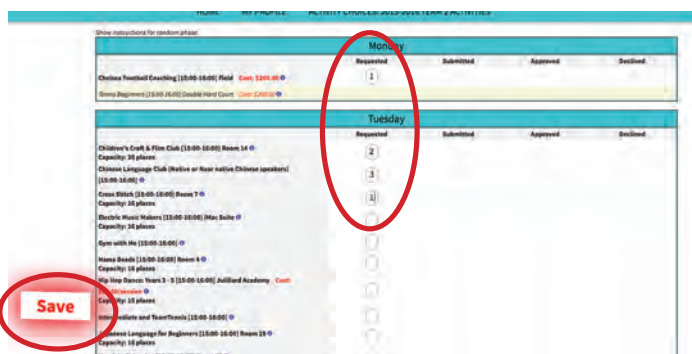 HOME MY PROFILE ACTIVITY CHOICES: 2015-2016 TERM 2 ACTIVITIES
Show instructions for random phase:
Monday
Requested Submitted Approved Declined
Chelsea Football Coaching [15:00-16:00] Field Cost: $205.00 1
Tennis Beginners [15:00-16:00] Double Hard Court Cost:
Tuesday
Requested Submitted Approved Declined
Children's Craft & Film Club [15:00-16:00] Room 14 2
Capacity: 20 places
Chinese Language Club (Native or Near native Chinese speakers) 3
[15:00-16:00]
Cross Stitch [15:00-16:00] Room 7 1
Capacity: 16 places
Electric Music Makers [15:00-16:00] iMac Suite
Capacity: 16 places
Gym with Me [15:00-16:00]
Hama Beads [15:00-16:00] Room 4
Capacity: 18 places
Hip Hop Dance: Years 3 - 5 [15:00-16:00] Juilliard Academy Cost:
/session
Capacity: 15 places
Save
Intermediate and TeamTennis [15:00-16:00]
Japanese Language for Beginners [15:00-16:00] Room 19
Capacity: 16 places